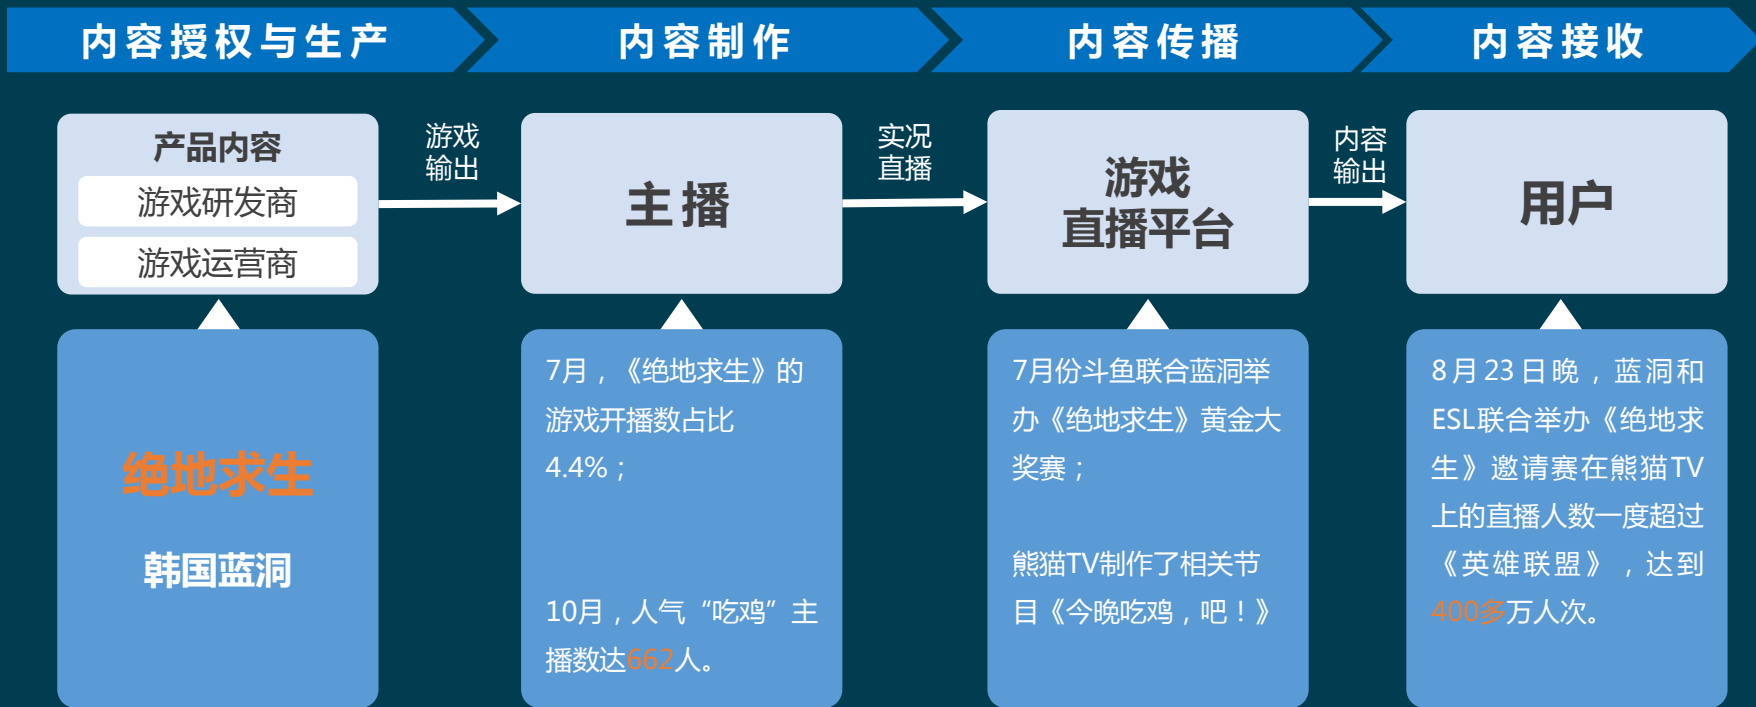 内容授权与生产
内容制作
内容传播
内容接收
产品内容
游戏研发商
游戏运营商
游戏
输出
主播
实况
直播
游戏
直播平台
内容
输出
用户
绝地求生
韩国蓝洞
7月，《绝地求生》的
游戏开播数占比
4.4%；
10月，人气“吃鸡”主
播数达662人。
7月份斗鱼联合蓝洞举
办《绝地求生》黄金大
奖赛；
熊猫TV制作了相关节
目《今晚吃鸡，吧！》
8月23日晚，蓝洞和
ESL联合举办《绝地求
生》邀请赛在熊猫TV
上的直播人数一度超过
《英雄联盟》，达到
400多万人次。